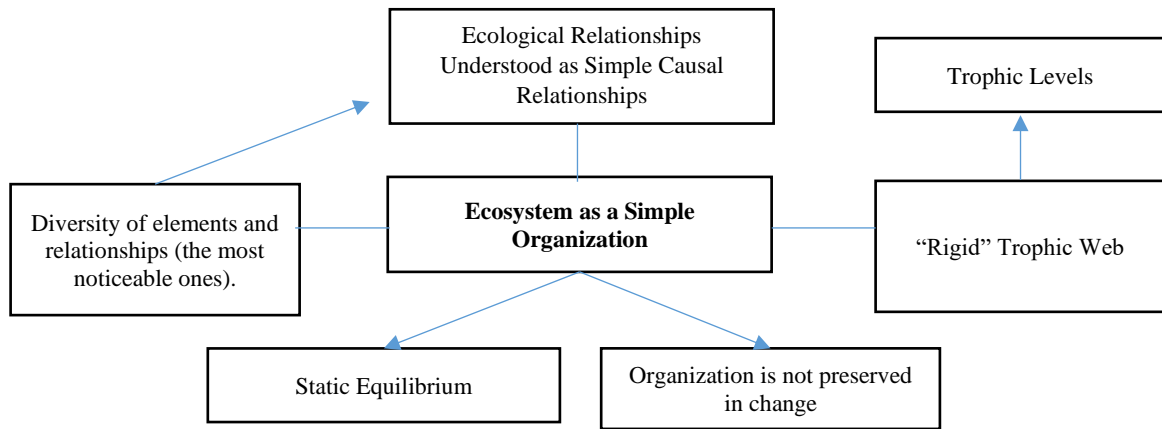 Ecological Relationships
Understood as Simple Causal
Relationships
Trophic Levels
Diversity of elements and
relationships (the most
noticeable ones).
Ecosystem as a Simple
Organization
“Rigid” Trophic Web
Static Equilibrium
Organization is not preserved
in change